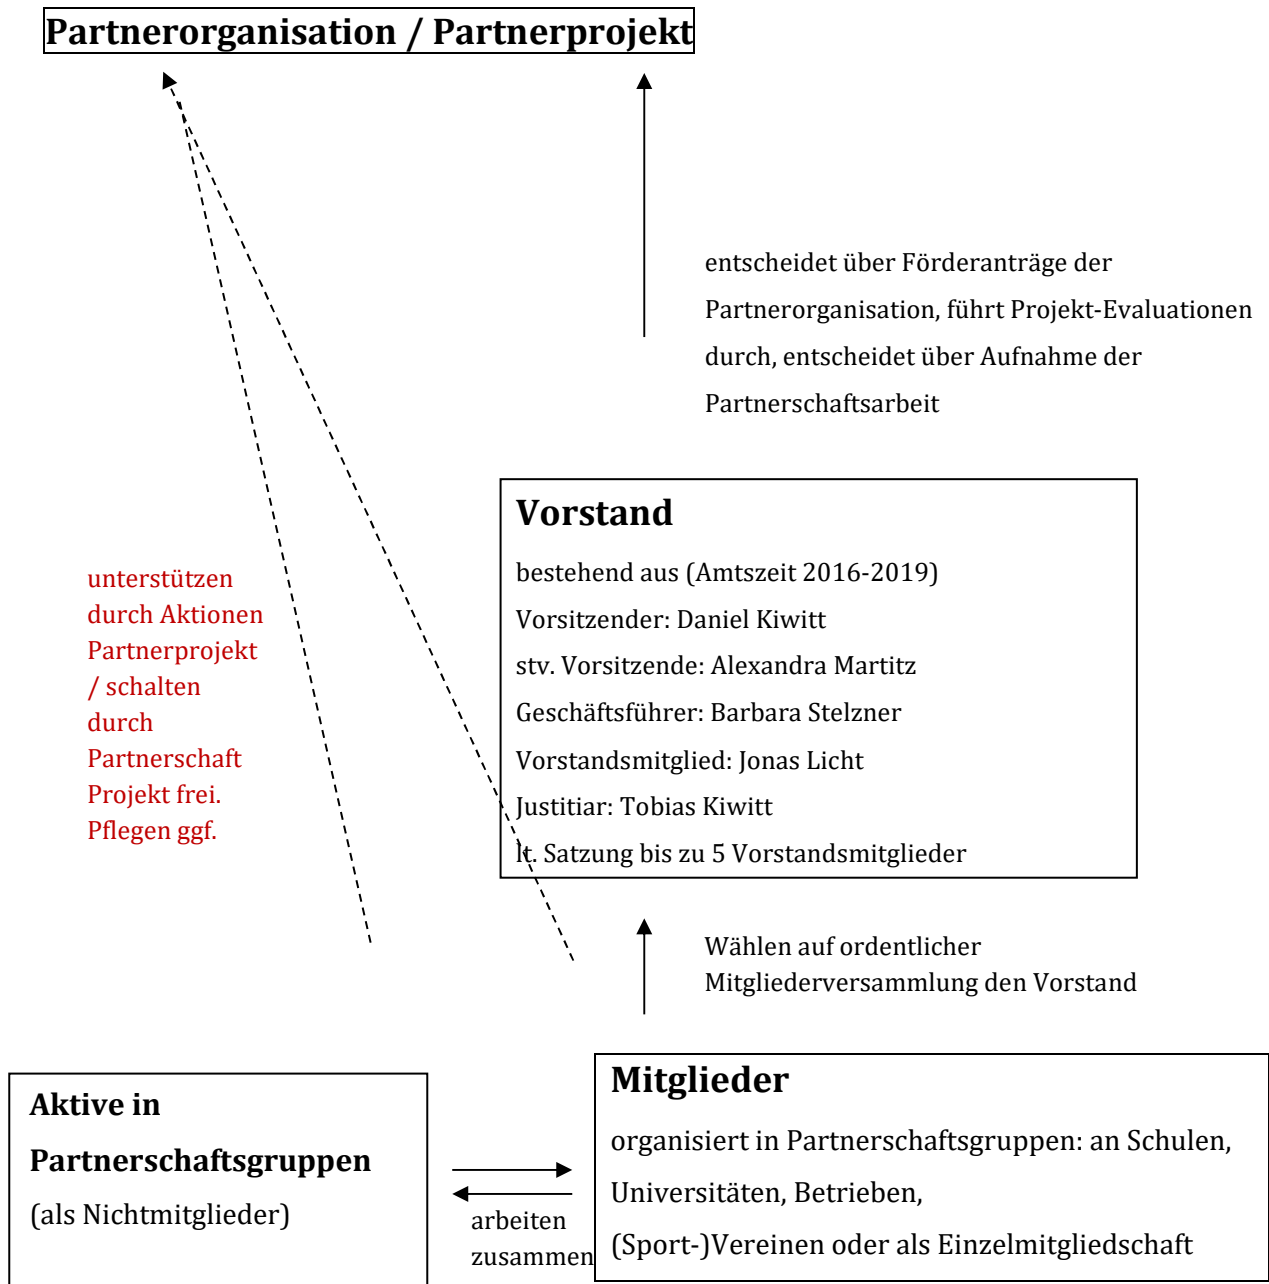 Partnerorganisation / Partnerprojekt
entscheidet über Förderanträge der
Partnerorganisation, führt Projekt-Evaluationen
durch, entscheidet über Aufnahme der
Partnerschaftsarbeit
Vorstand
bestehend aus (Amtszeit 2016-2019)
Vorsitzender: Daniel Kiwitt
stv. Vorsitzende: Alexandra Martitz
Geschäftsführer: Barbara Stelzner
Vorstandsmitglied: Jonas Licht
Justitiar: Tobias Kiwitt
lt. Satzung bis zu 5 Vorstandsmitglieder
unterstützen
durch Aktionen
Partnerprojekt
/ schalten
durch
Partnerschaft
Projekt frei.
Pflegen ggf.
Wählen auf ordentlicher
Mitgliederversammlung den Vorstand
Aktive in
Partnerschaftsgruppen
(als Nichtmitglieder)
arbeiten
zusammen
Mitglieder
organisiert in Partnerschaftsgruppen: an Schulen,
Universitäten, Betrieben,
(Sport-)Vereinen oder als Einzelmitgliedschaft